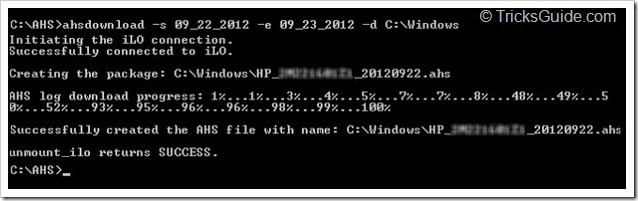 © TricksGuide.com
C:\AHS>ahsdownload -s 09_22_2012 -e 09_23_2012 -d C:\Windows
Initiating the iLO connection.
Successfully connected to iLO.
Creating the package: C:\Windows\HP_ _20120922.ahs
AHS log download progress: 1%...1%...3%...4%...5%...7%...7%...8%...48%...49%...5
0%...52%...93%...95%...96%...96%...98%...99%...100%
Successfully created the AHS file with name: C:\Windows\HP_ _20120922.ahs
unmount_ilo returns SUCCESS.
C:\AHS>_